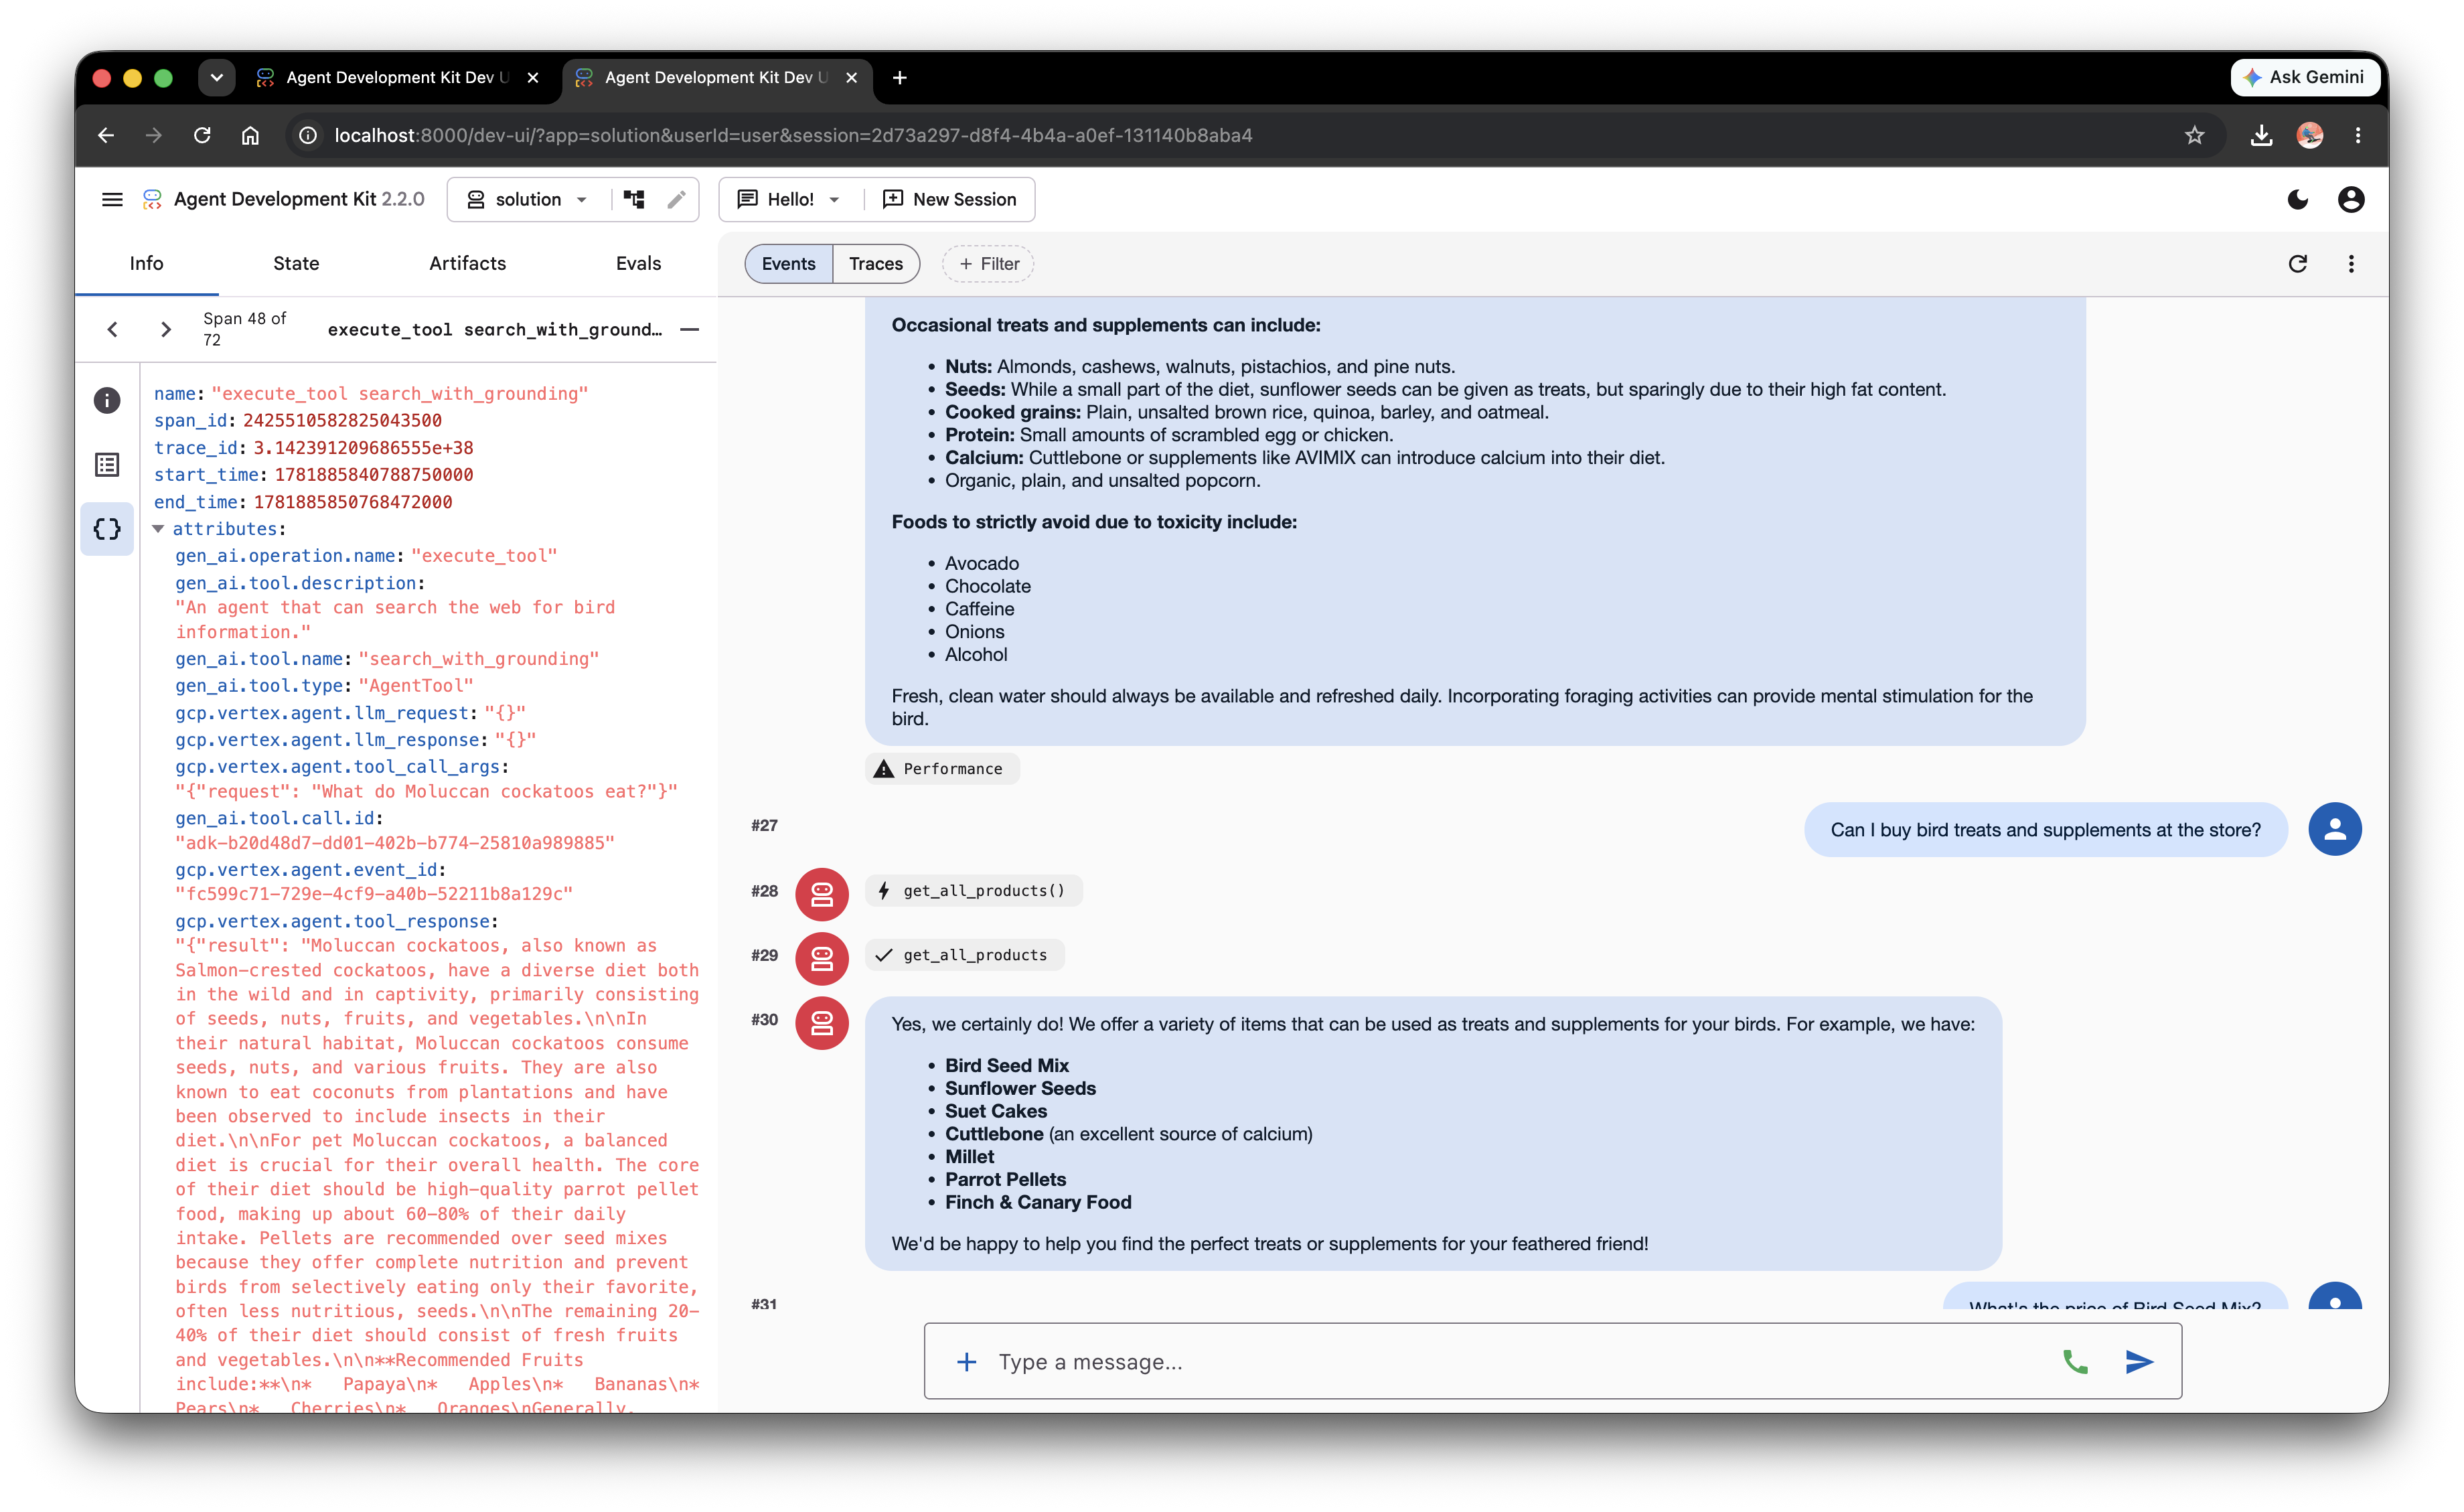 Agent Development Kit Dev U
Agent Development Kit Dev U
Ask Gemini
localhost:8000/dev-ui/?app=solution&userId=user&session=2d73a297-d8f4-4b4a-a0ef-131140b8aba4
Agent Development Kit 2.2.0
solution
Hello!
New Session
Info
State
Artifacts
Evals
Events
Traces
+ Filter
Span 48 of
72
execute_tool search_with_ground…
name: "execute_tool search_with_grounding"
span_id: 2425510582825043500
trace_id: 3.142391209686555e+38
start_time: 1781885840788750000
end_time: 1781885850768472000
attributes:
gen_ai.operation.name: "execute_tool"
gen_ai.tool.description:
"An agent that can search the web for bird
information."
gen_ai.tool.name: "search_with_grounding"
gen_ai.tool.type: "AgentTool"
gcp.vertex.agent.llm_request: "{}"
gcp.vertex.agent.llm_response: "{}"
gcp.vertex.agent.tool_call_args:
"{"request": "What do Moluccan cockatoos eat?"}"
gen_ai.tool.call.id:
"adk-b20d48d7-dd01-402b-b774-25810a989885"
gcp.vertex.agent.event_id:
"fc599c71-729e-4cf9-a40b-52211b8a129c"
gcp.vertex.agent.tool_response:
"{"result": "Moluccan cockatoos, also known as
Salmon-crested cockatoos, have a diverse diet both
in the wild and in captivity, primarily consisting
of seeds, nuts, fruits, and vegetables.\n\nIn
their natural habitat, Moluccan cockatoos consume
seeds, nuts, and various fruits. They are also
known to eat coconuts from plantations and have
been observed to include insects in their
diet.\n\nFor pet Moluccan cockatoos, a balanced
diet is crucial for their overall health. The core
of their diet should be high-quality parrot pellet
food, making up about 60-80% of their daily
intake. Pellets are recommended over seed mixes
because they offer complete nutrition and prevent
birds from selectively eating only their favorite,
often less nutritious, seeds.\n\nThe remaining 20-
40% of their diet should consist of fresh fruits
and vegetables.\n\n**Recommended Fruits
include:**\n*   Papaya\n*   Apples\n*   Bananas\n*
Pears\n*   Cherries\n*   Oranges\nGenerally,
Occasional treats and supplements can include:
• Nuts: Almonds, cashews, walnuts, pistachios, and pine nuts.
• Seeds: While a small part of the diet, sunflower seeds can be given as treats, but sparingly due to their high fat content.
• Cooked grains: Plain, unsalted brown rice, quinoa, barley, and oatmeal.
• Protein: Small amounts of scrambled egg or chicken.
• Calcium: Cuttlebone or supplements like AVIMIX can introduce calcium into their diet.
• Organic, plain, and unsalted popcorn.
Foods to strictly avoid due to toxicity include:
• Avocado
• Chocolate
• Caffeine
• Onions
• Alcohol
Fresh, clean water should always be available and refreshed daily. Incorporating foraging activities can provide mental stimulation for the
bird.
Performance
#27
Can I buy bird treats and supplements at the store?
#28
get_all_products()
#29
get_all_products
#30
Yes, we certainly do! We offer a variety of items that can be used as treats and supplements for your birds. For example, we have:
• Bird Seed Mix
• Sunflower Seeds
• Suet Cakes
• Cuttlebone (an excellent source of calcium)
• Millet
• Parrot Pellets
• Finch & Canary Food
We'd be happy to help you find the perfect treats or supplements for your feathered friend!
#31
What's the price of Bird Seed Mix?
Type a message...